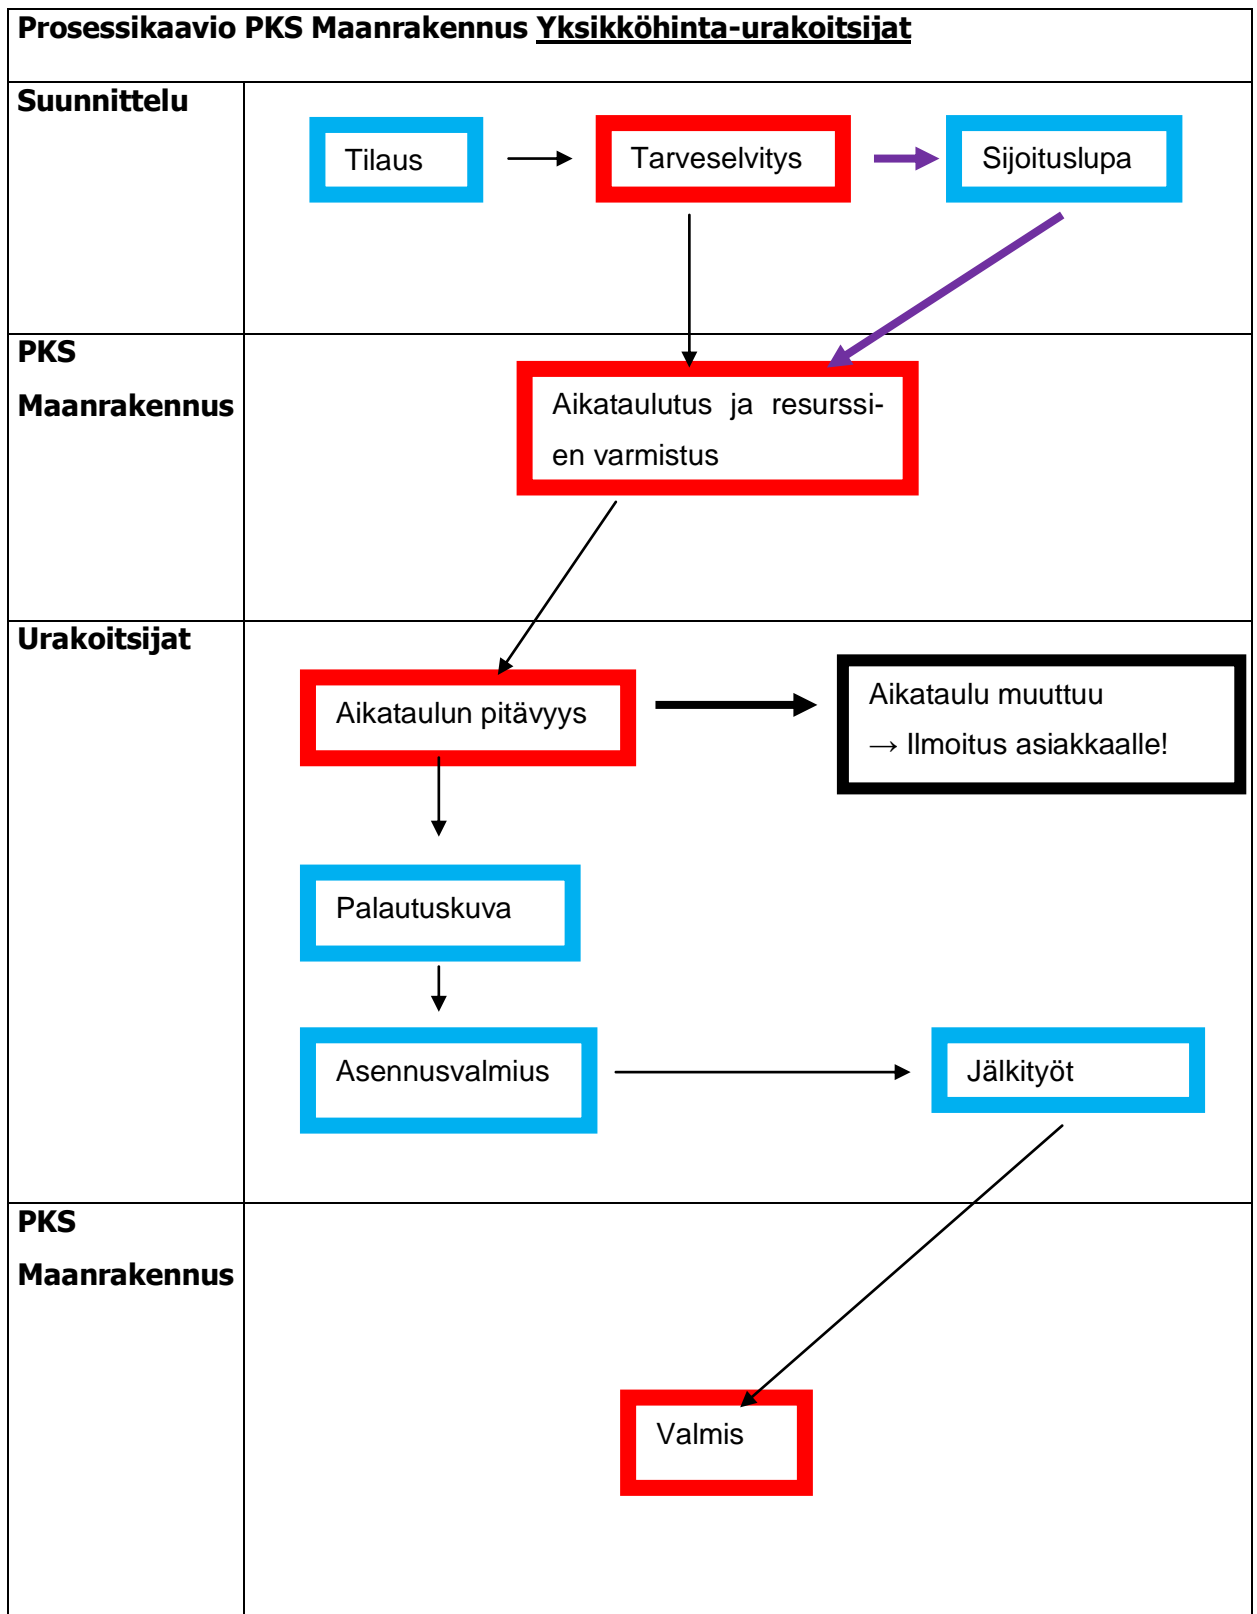 Prosessikaavio PKS Maanrakennus Yksikköhinta-urakoitsijat
Suunnittelu
Tilaus
Tarveselvitys
Sijoituslupa
PKS
Maanrakennus
Aikataulutus ja resurssi-
en varmistus
Urakoitsijat
Aikataulun pitävyys
Aikataulu muuttuu
→ Ilmoitus asiakkaalle!
Palautuskuva
Asennusvalmius
Jälkityöt
PKS
Maanrakennus
Valmis